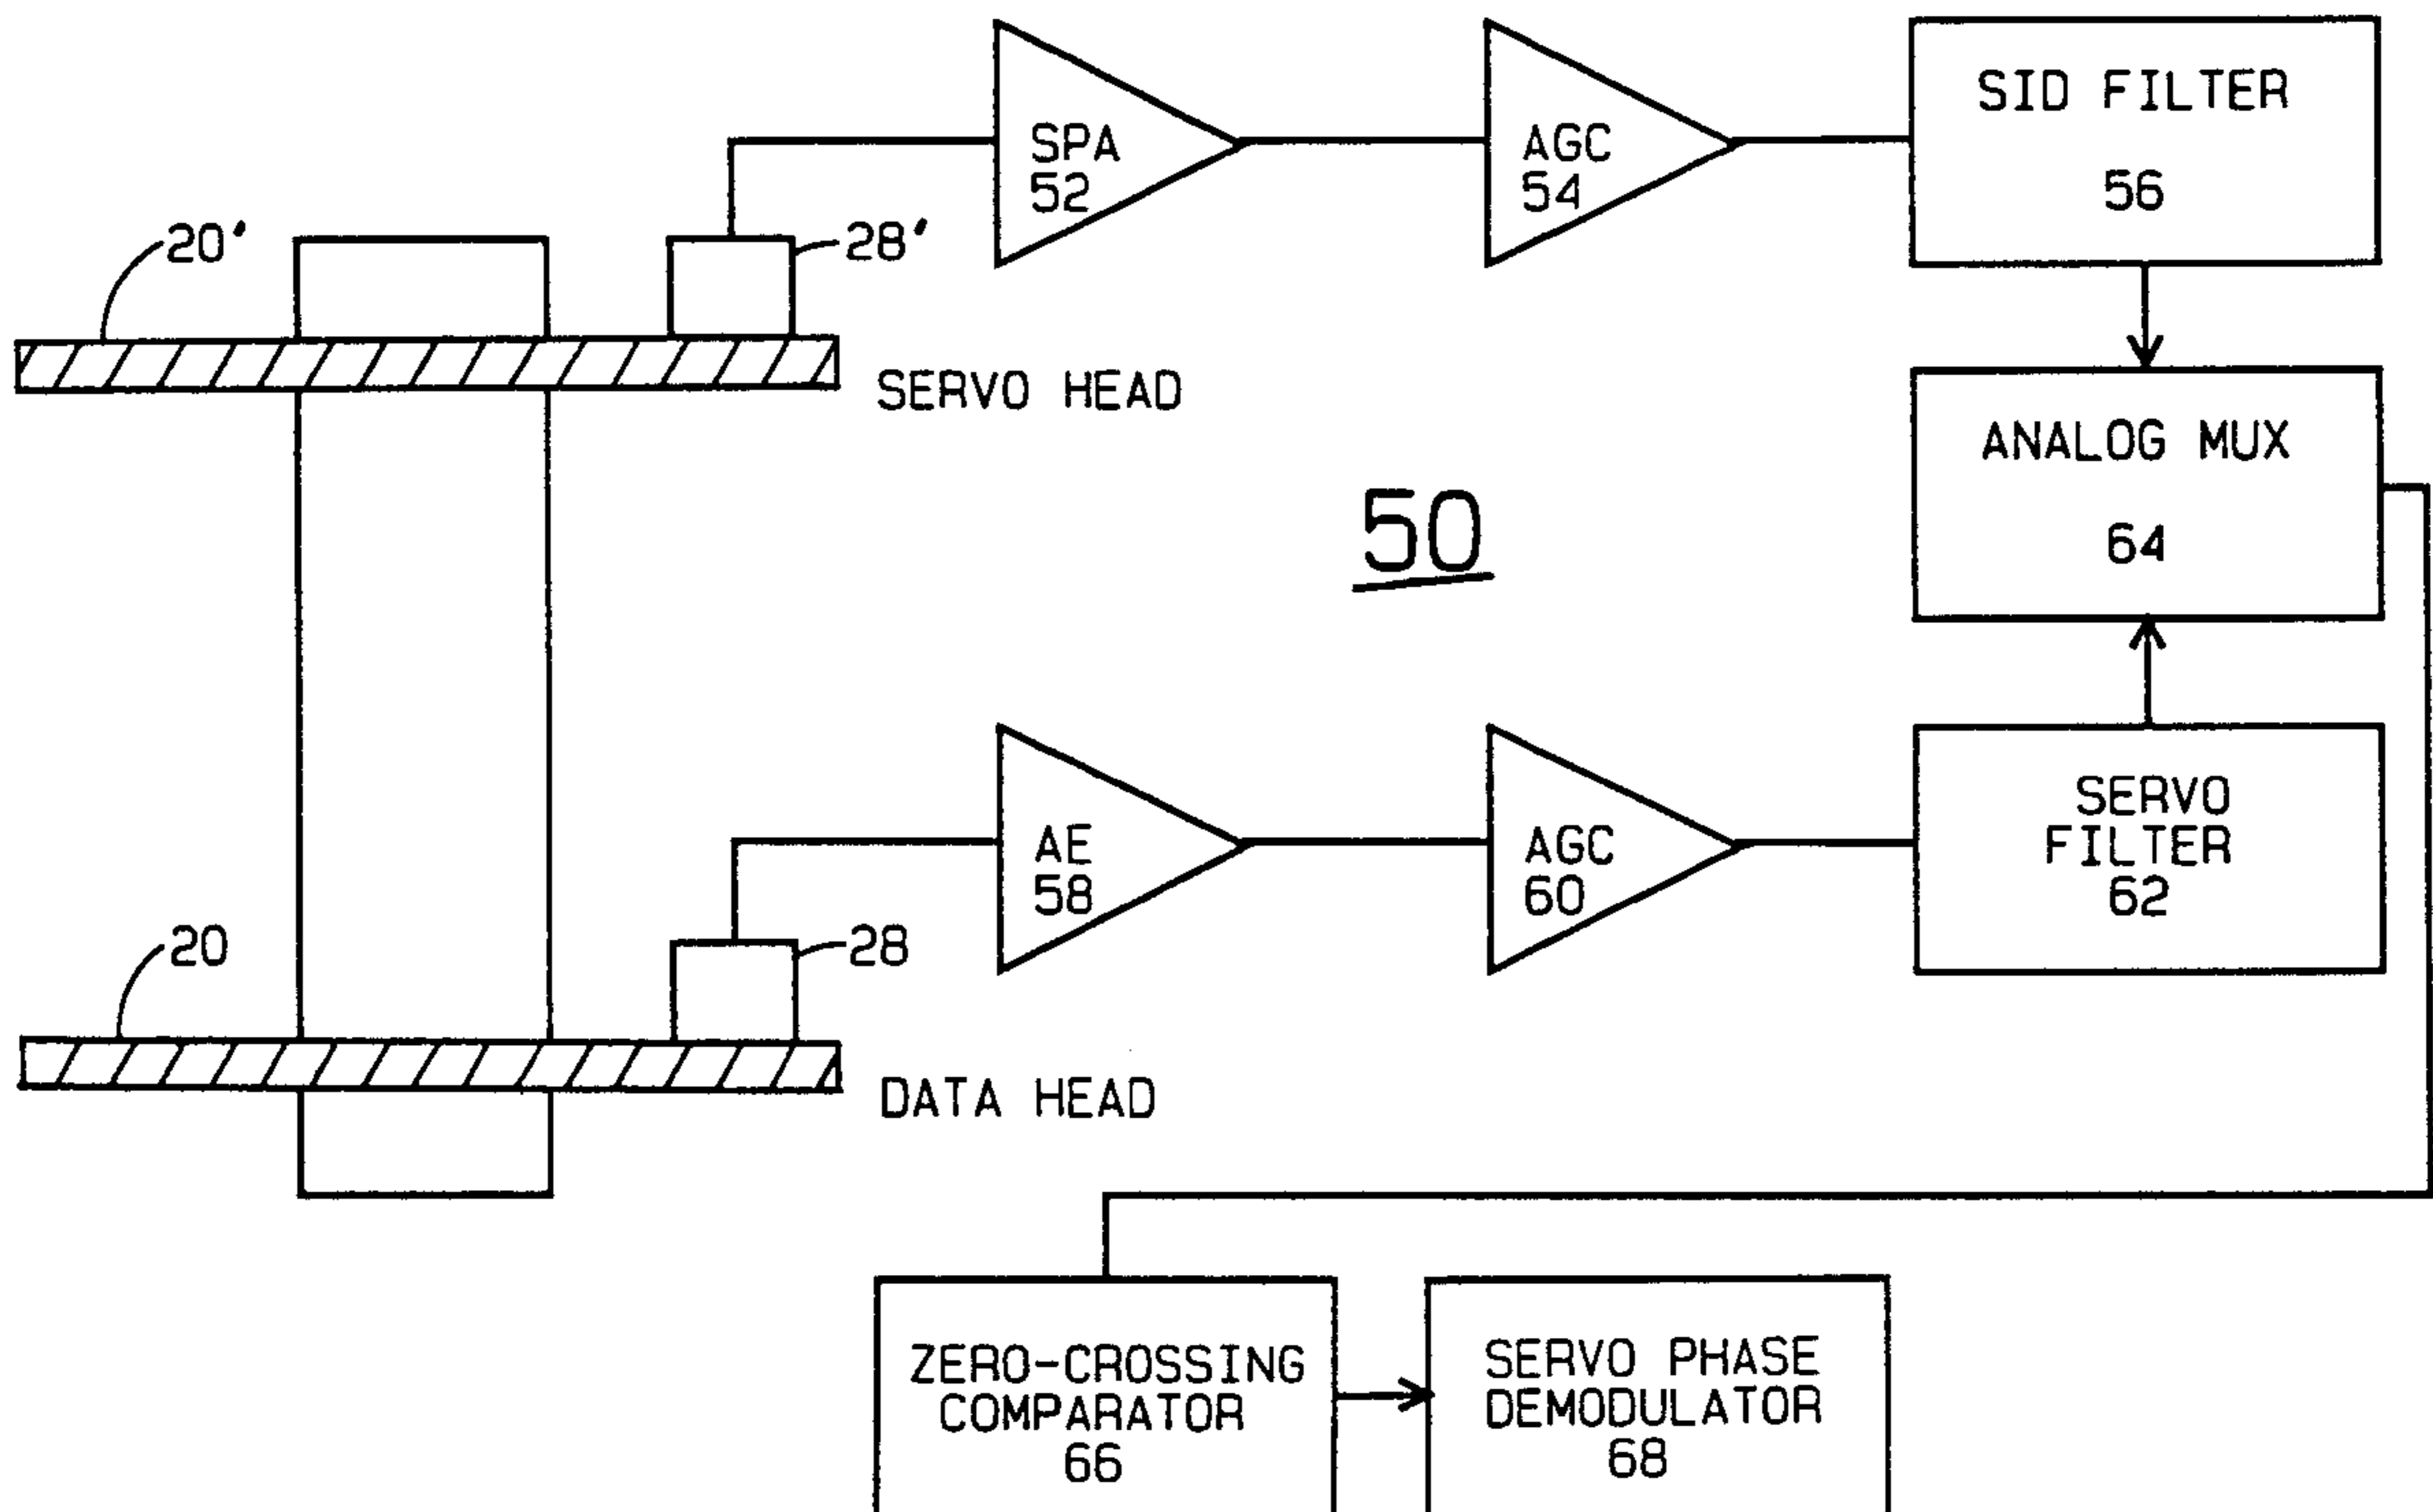 SPA
52
AGC
54
SID FILTER
56
20'
28'
SERVO HEAD
ANALOG MUX
64
50
AE
58
AGC
60
SERVO
FILTER
62
20
28
DATA HEAD
ZERO-CROSSING
COMPARATOR
66
SERVO PHASE
DEMODULATOR
68